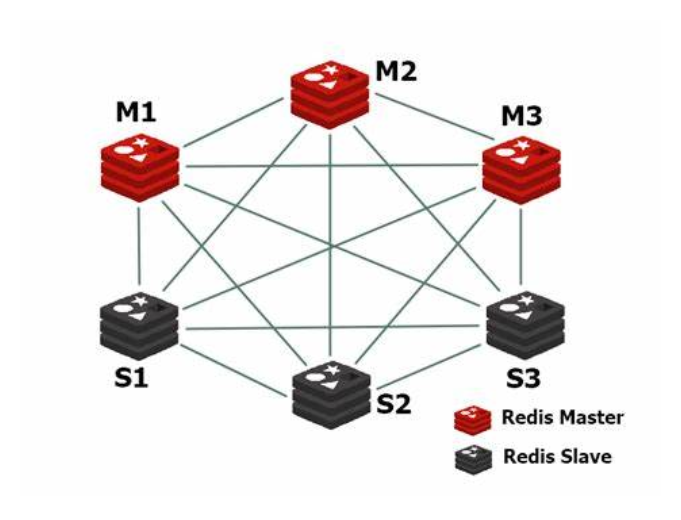 M2
M1
M3
S1
S3
S2
Redis Master
Redis Slave